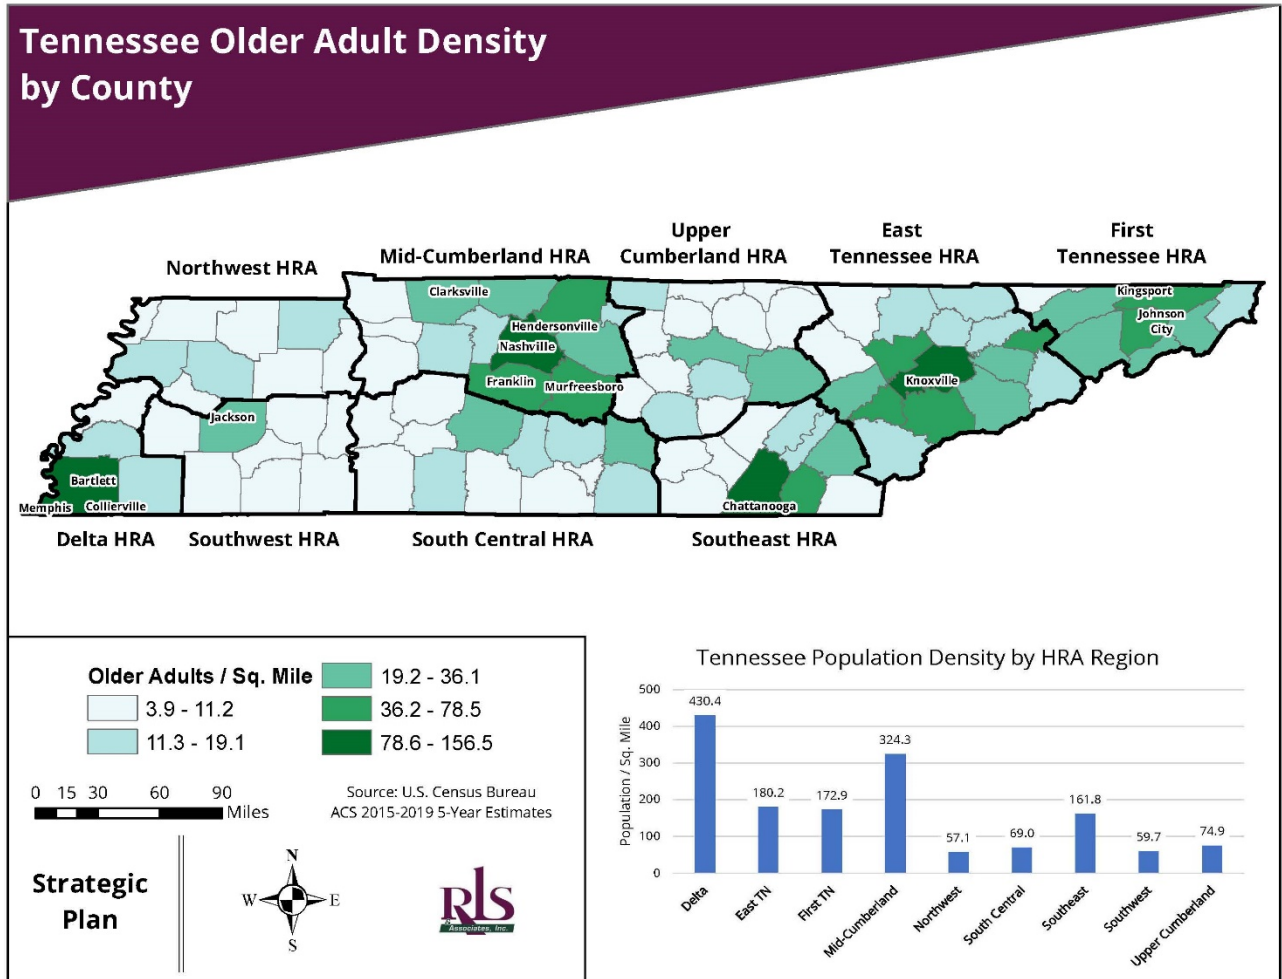 Tennessee Older Adult Density
by County
Northwest HRA
Mid-Cumberland HRA
Upper
Cumberland HRA
East
Tennessee HRA
First
Tennessee HRA
Clarksville
Hendersonville
Nashville
Franklin
Murfreesboro
Knoxville
Kingsport
Johnson
City
Jackson
Bartlett
Memphis
Collierville
Chattanooga
Delta HRA
Southwest HRA
South Central HRA
Southeast HRA
Older Adults / Sq. Mile
3.9 - 11.2
11.3 - 19.1
19.2 - 36.1
36.2 - 78.5
78.6 - 156.5
0 15 30 60 90
Miles
Source: U.S. Census Bureau
ACS 2015-2019 5-Year Estimates
Strategic
Plan
N
W
E
S
RLS
& Associates, Inc.
Tennessee Population Density by HRA Region
Population / Sq. Mile
500
400
300
200
100
0
430.4
180.2
172.9
324.3
57.1
69.0
161.8
59.7
74.9
Delta
East TN
First TN
Mid-Cumberland
Northwest
South Central
Southeast
Southwest
Upper Cumberland